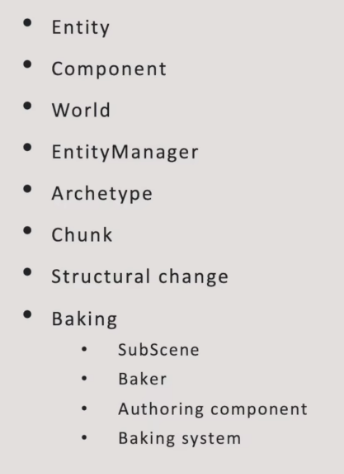 • Entity
• Component
• World
• EntityManager
• Archetype
• Chunk
• Structural change
• Baking
• SubScene
• Baker
• Authoring component
• Baking system